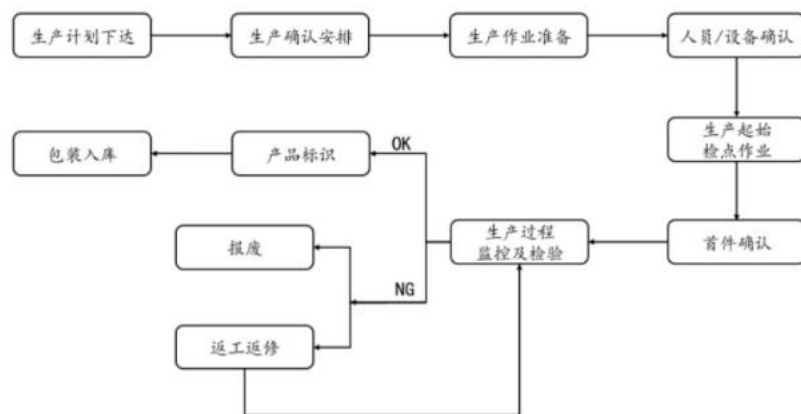 生产计划下达
生产确认安排
生产作业准备
人员/设备确认
生产起始
检点作业
首件确认
生产过程
监控及检验
OK
产品标识
包装入库
NG
报废
返工返修